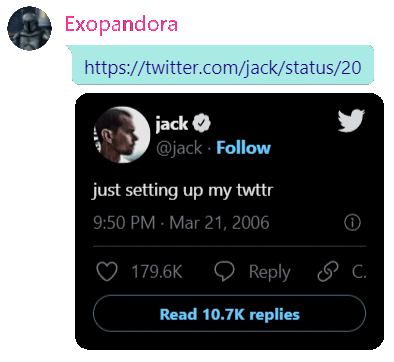 Exopandora
https://twitter.com/jack/status/20
jack
@jack · Follow
just setting up my twttr
9:50 PM · Mar 21, 2006
179.6K Reply C.
Read 10.7K replies